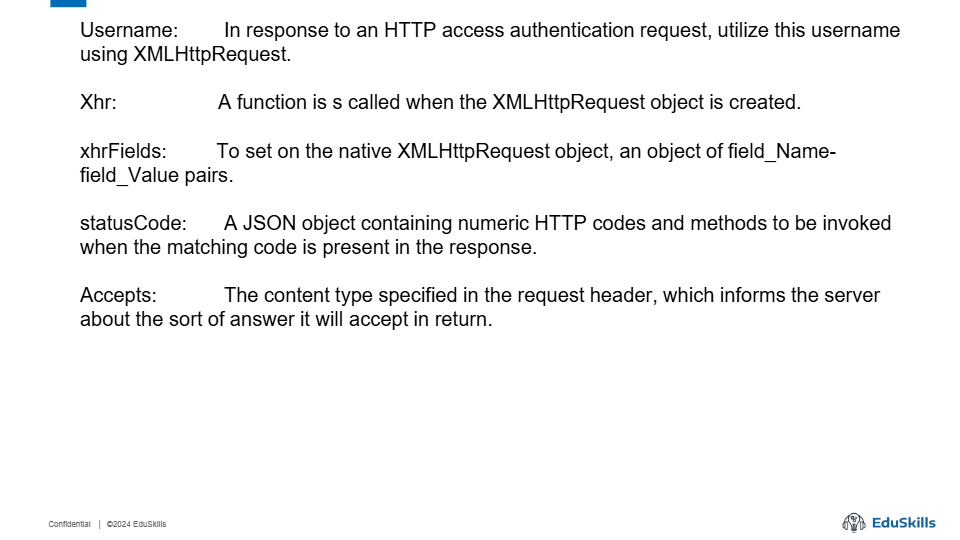 Username: In response to an HTTP access authentication request, utilize this username
using XMLHttpRequest.
Xhr: A function is s called when the XMLHttpRequest object is created.
xhrFields: To set on the native XMLHttpRequest object, an object of field_Name-
field_Value pairs.
statusCode: A JSON object containing numeric HTTP codes and methods to be invoked
when the matching code is present in the response.
Accepts: The content type specified in the request header, which informs the server
about the sort of answer it will accept in return.
Confidential | ©2024 EduSkills
EduSkills